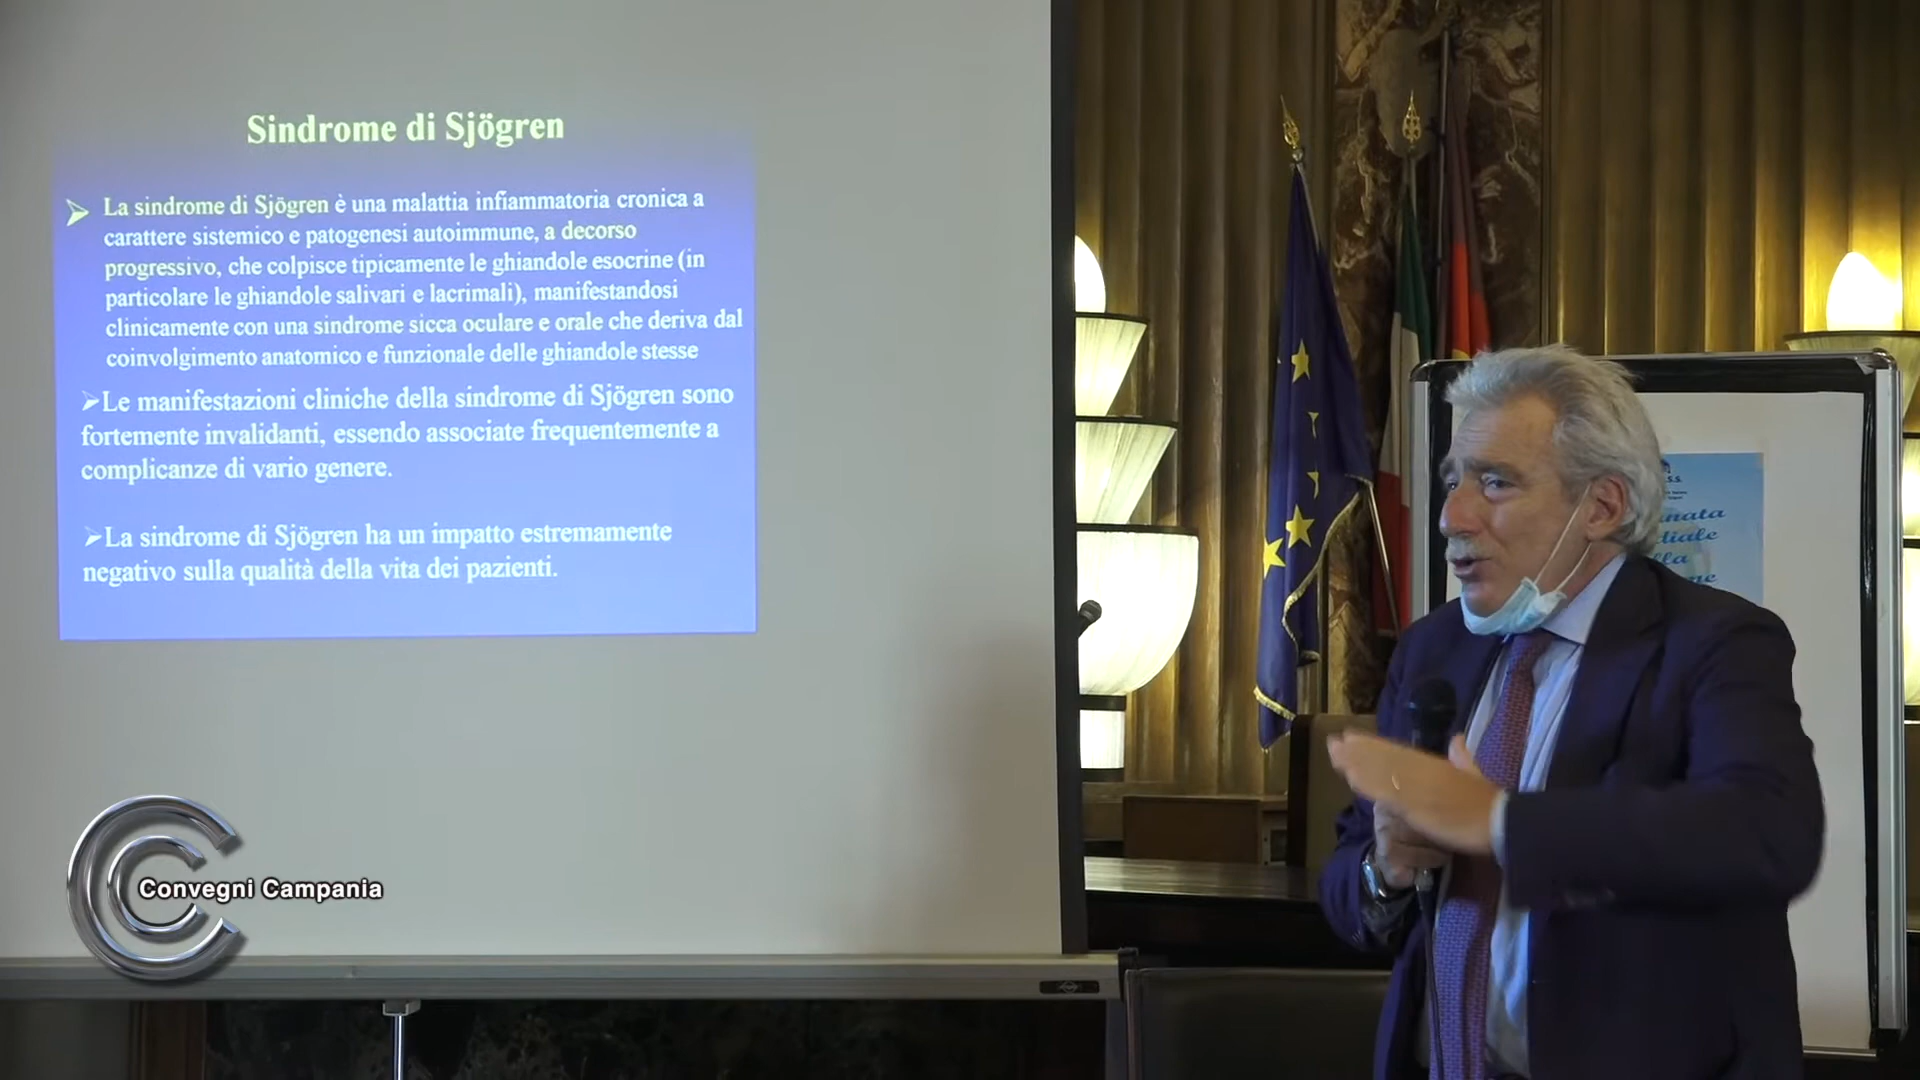 Sindrome di Sjögren
➢ La sindrome di Sjögren è una malattia infiammatoria cronica a
carattere sistemico e patogenesi autoimmune, a decorso
progressivo, che colpisce tipicamente le ghiandole esocrine (in
particolare le ghiandole salivari e lacrimali), manifestandosi
clinicamente con una sindrome sicca oculare e orale che deriva dal
coinvolgimento anatomico e funzionale delle ghiandole stesse
➢Le manifestazioni cliniche della sindrome di Sjögren sono
fortemente invalidanti, essendo associate frequentemente a
complicanze di vario genere.
➢La sindrome di Sjögren ha un impatto estremamente
negativo sulla qualità della vita dei pazienti.
Convegni Campania